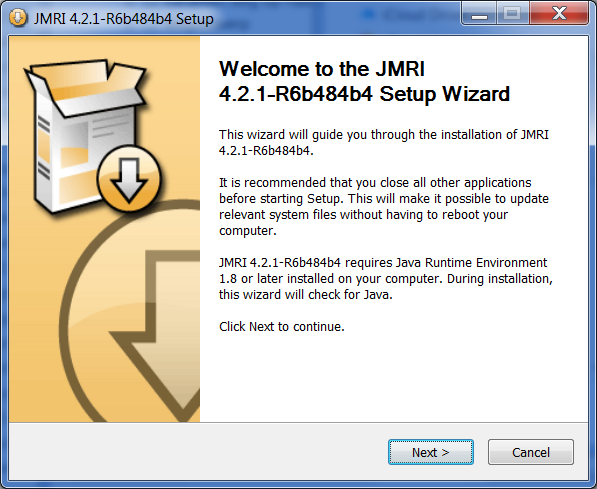 JMRI 4.2.1-R6b484b4 Setup
Welcome to the JMRI
4.2.1-R6b484b4 Setup Wizard
This wizard will guide you through the installation of JMRI
4.2.1-R6b484b4.
It is recommended that you close all other applications
before starting Setup. This will make it possible to update
relevant system files without having to reboot your
computer.
JMRI 4.2.1-R6b484b4 requires Java Runtime Environment
1.8 or later installed on your computer. During installation,
this wizard will check for Java.
Click Next to continue.
Next >
Cancel